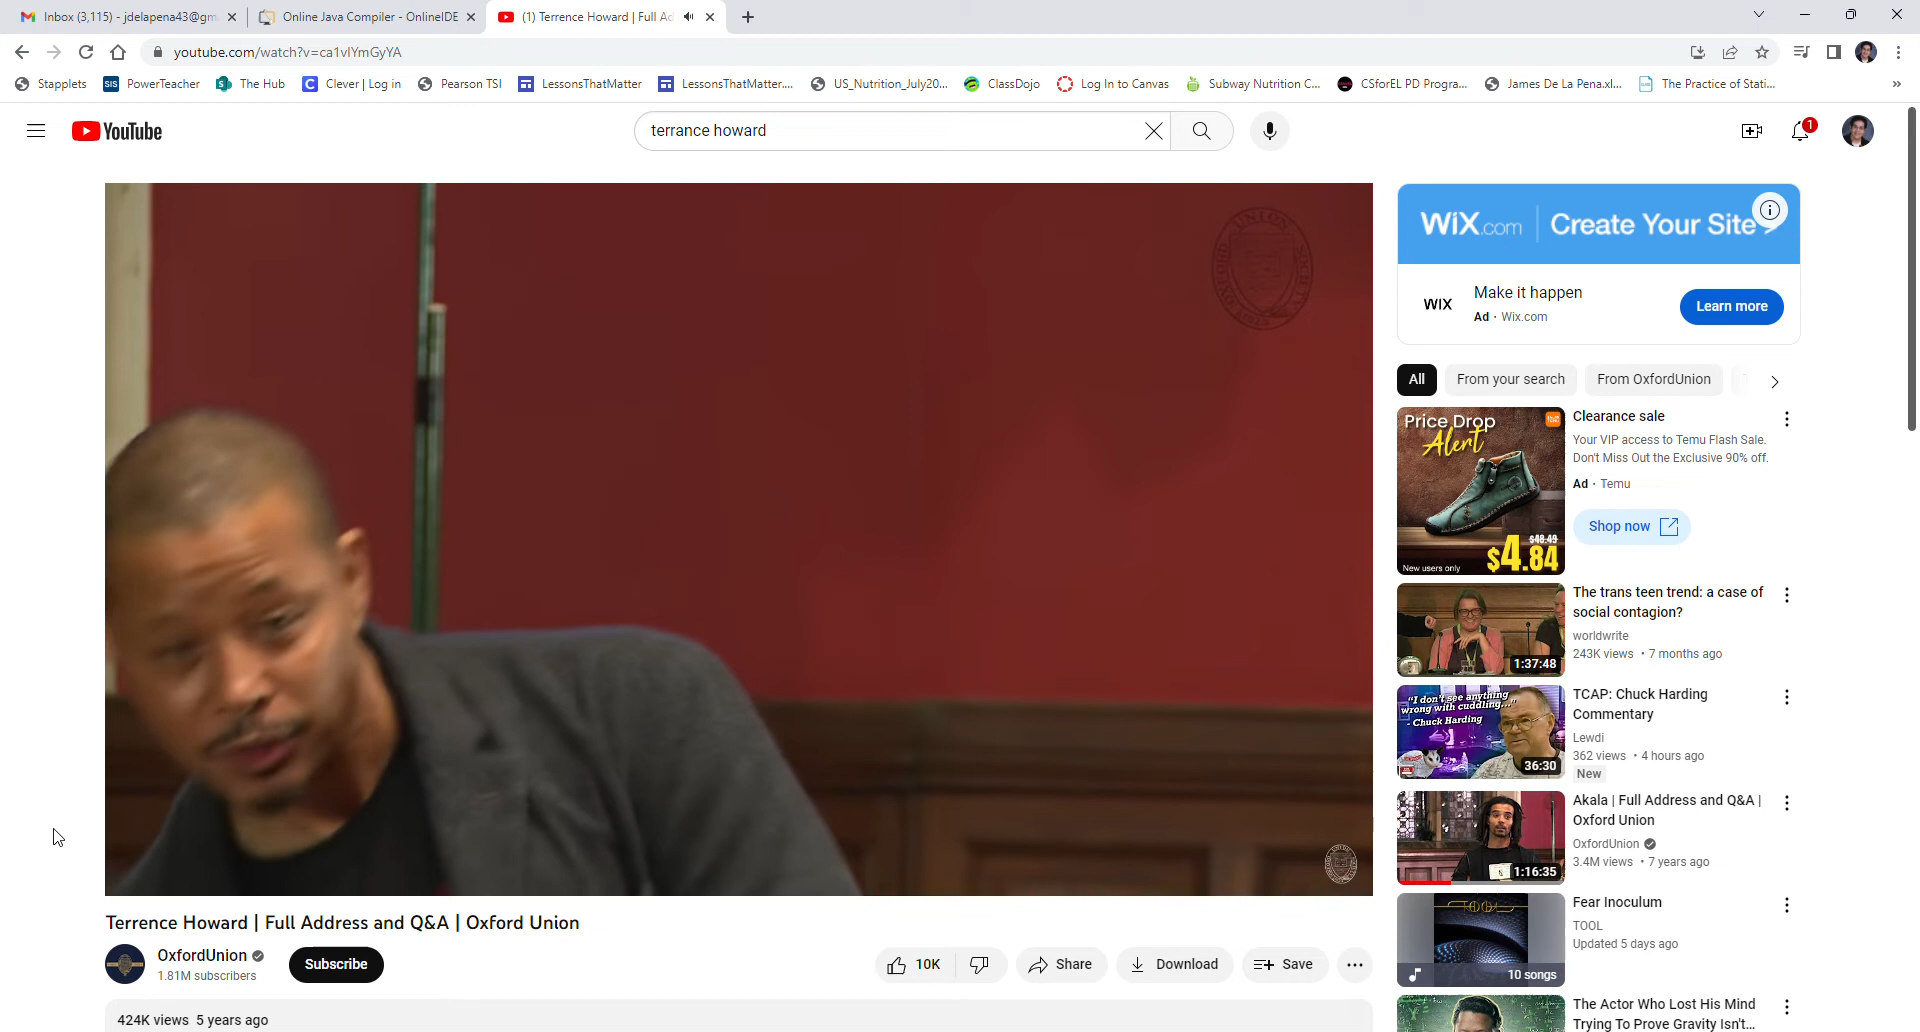 Inbox (3,115) - jdelapena43@gm
Online Java Compiler - OnlineIDE
(1) Terrence Howard | Full Ad
youtube.com/watch?v=ca1vlYmGyYA
Stapplets
SIS PowerTeacher
The Hub
Clever | Log in
Pearson TSI
LessonsThatMatter
LessonsThatMatter....
US_Nutrition_July20...
ClassDojo
Log In to Canvas
Subway Nutrition C...
CSforEL PD Progra...
James De La Pena.xl...
The Practice of Stati...
YouTube
terrance howard
1
WiX.com
Create Your Site
WIX
Make it happen
Ad · Wix.com
Learn more
All
From your search
From OxfordUnion
Price Drop
Alert
$48.49
$4.84
New users only
Clearance sale
Your VIP access to Temu Flash Sale.
Don't Miss Out the Exclusive 90% off.
Ad · Temu
Shop now
1:37:48
The trans teen trend: a case of
social contagion?
worldwrite
243K views • 7 months ago
"I don't see anything
wrong with cuddling..."
- Chuck Harding
36:30
TCAP: Chuck Harding
Commentary
Lewdi
362 views • 4 hours ago
New
1:16:35
Akala | Full Address and Q&A |
Oxford Union
OxfordUnion
3.4M views • 7 years ago
TOOL
10 songs
Fear Inoculum
TOOL
Updated 5 days ago
The Actor Who Lost His Mind
Trying To Prove Gravity Isn't...
Terrence Howard | Full Address and Q&A | Oxford Union
OxfordUnion
1.81M subscribers
Subscribe
10K
Share
Download
Save
424K views 5 years ago